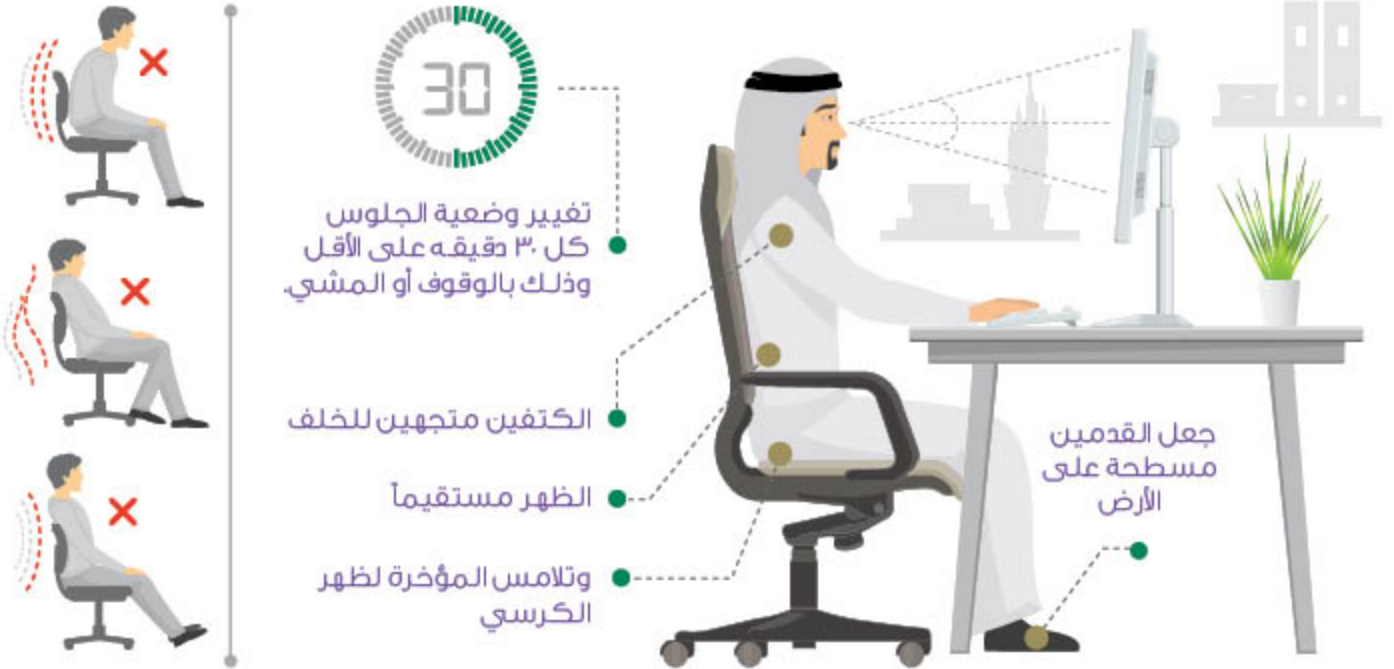 30
تغيير وضعية الجلوس
كل ٣٠ دقيقه على الأقل
وذلك بالوقوف أو المشي.
الكتفين متجهين للخلف
الظهر مستقيماً
وتلامس المؤخرة لظهر
الكرسي
جعل القدمين
مسطحة على
الأرض